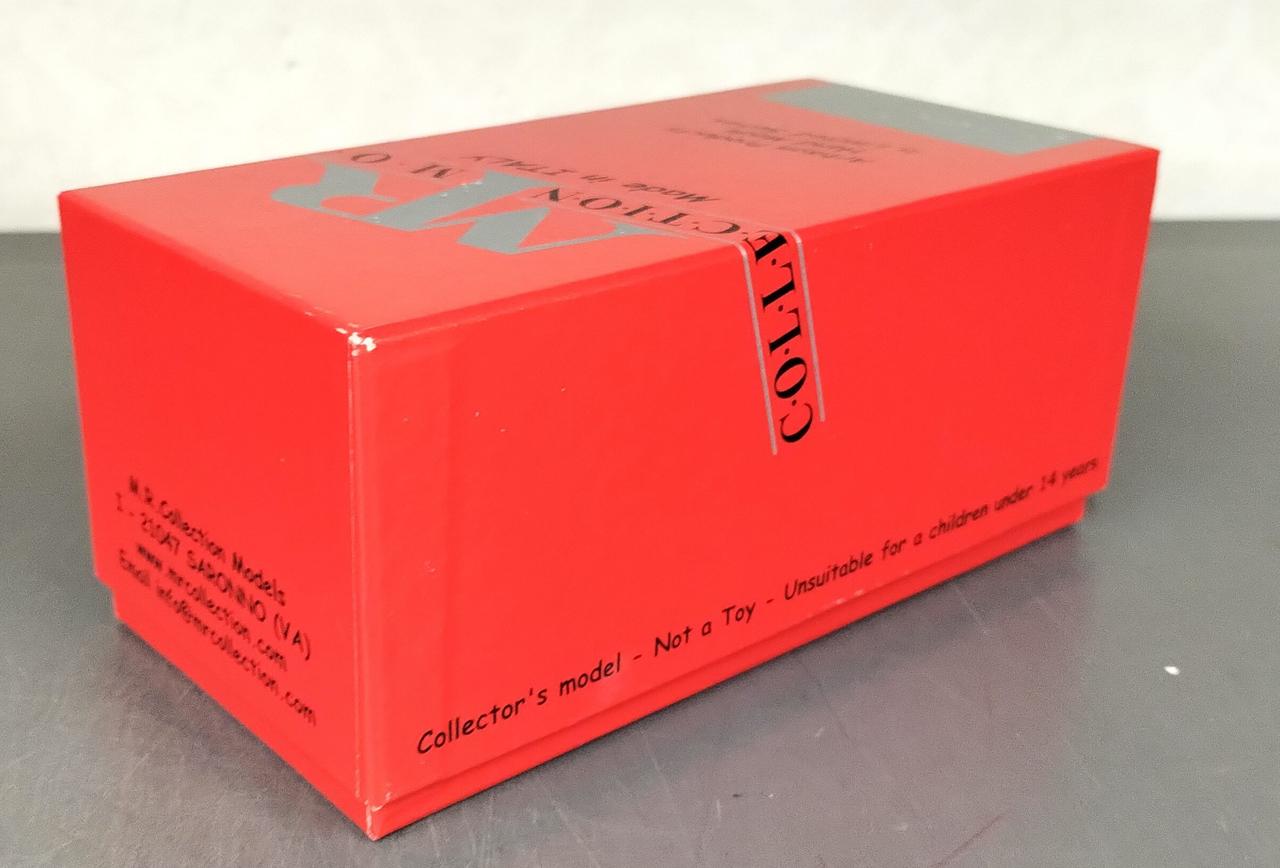 MR
COLLECTION MO
Made in ITALY
M.R.Collection Models
I - 21047 SARONNO (VA)
www.mrcollection.com
Email info@mrcollection.com
Collector's model - Not a Toy - Unsuitable for a children under 14 years